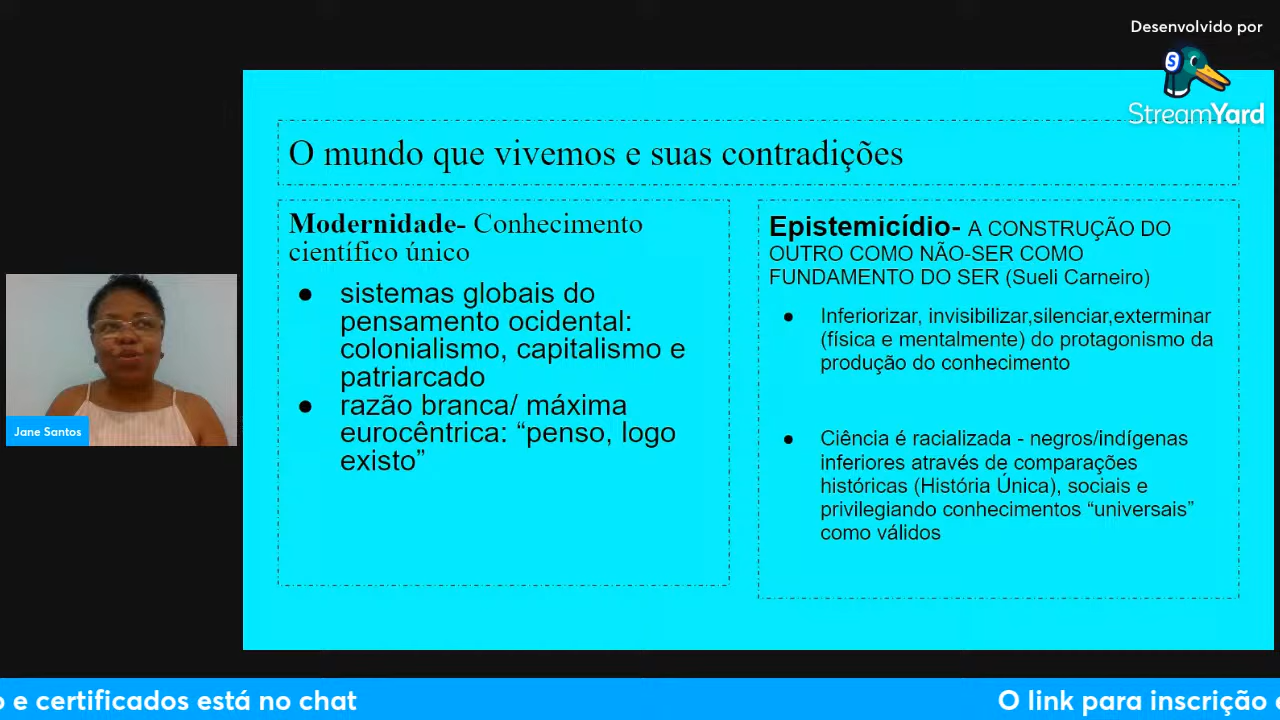 Desenvolvido por
StreamYard
O mundo que vivemos e suas contradições
Modernidade- Conhecimento
científico único
● sistemas globais do
pensamento ocidental:
colonialismo, capitalismo e
patriarcado
● razão branca/ máxima
eurocêntrica: “penso, logo
existo”
Epistemicídio- A CONSTRUÇÃO DO
OUTRO COMO NÃO-SER COMO
FUNDAMENTO DO SER (Sueli Carneiro)
● Inferiorizar, invisibilizar,silenciar,exterminar
(física e mentalmente) do protagonismo da
produção do conhecimento
● Ciência é racializada - negros/indígenas
inferiores através de comparações
históricas (História Única), sociais e
privilegiando conhecimentos “universais”
como válidos
Jane Santos
o e certificados está no chat
O link para inscrição